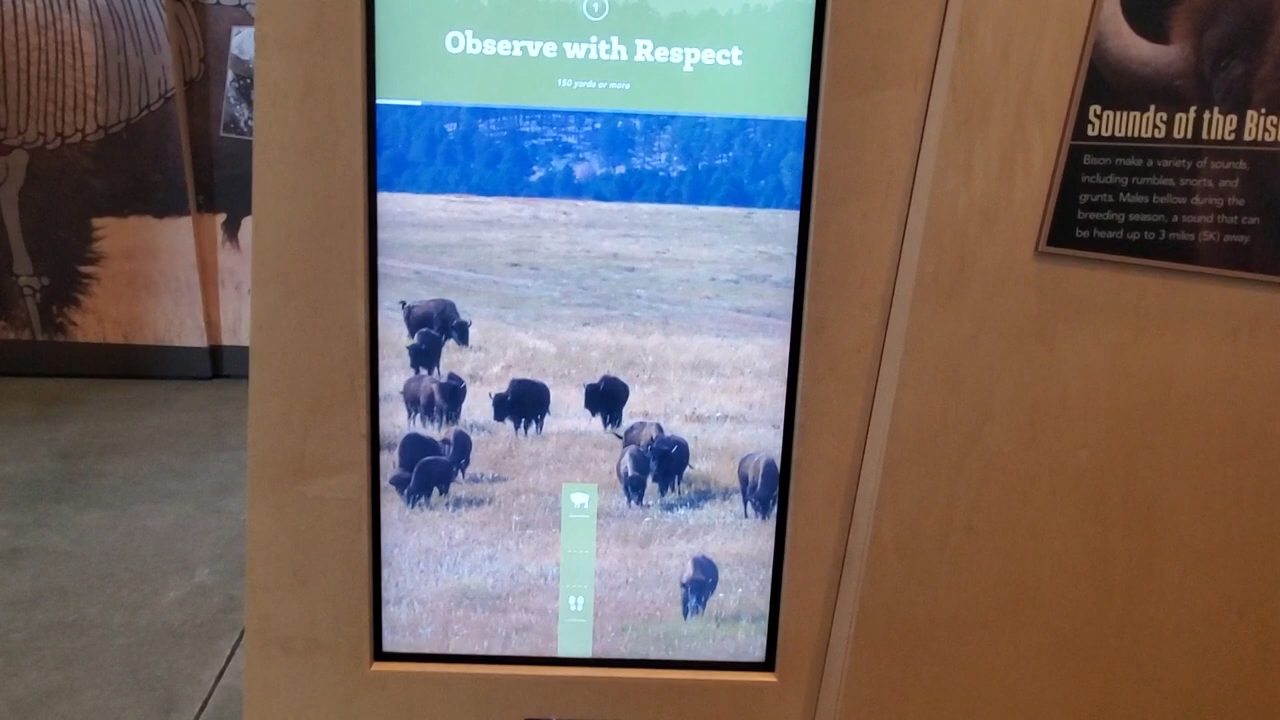 1
Observe with Respect
150 yards or more
Sounds of the Bis
Bison make a variety of sounds,
including rumbles, snorts, and
grunts. Males bellow during the
breeding season, a sound that can
be heard up to 3 miles (5K) away.